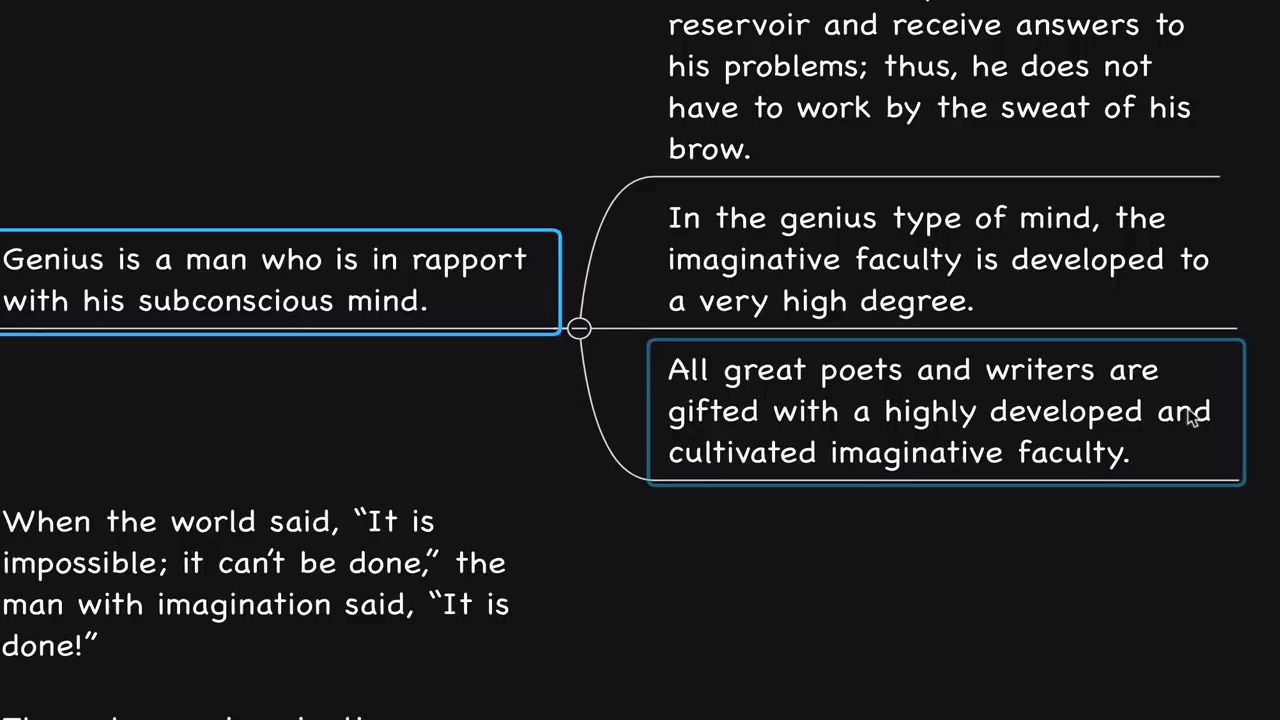 reservoir and receive answers to
his problems; thus, he does not
have to work by the sweat of his
brow.
In the genius type of mind, the
imaginative faculty is developed to
a very high degree.
Genius is a man who is in rapport
with his subconscious mind.
All great poets and writers are
gifted with a highly developed and
cultivated imaginative faculty.
When the world said, “It is
impossible; it can’t be done,” the
man with imagination said, “It is
done!”